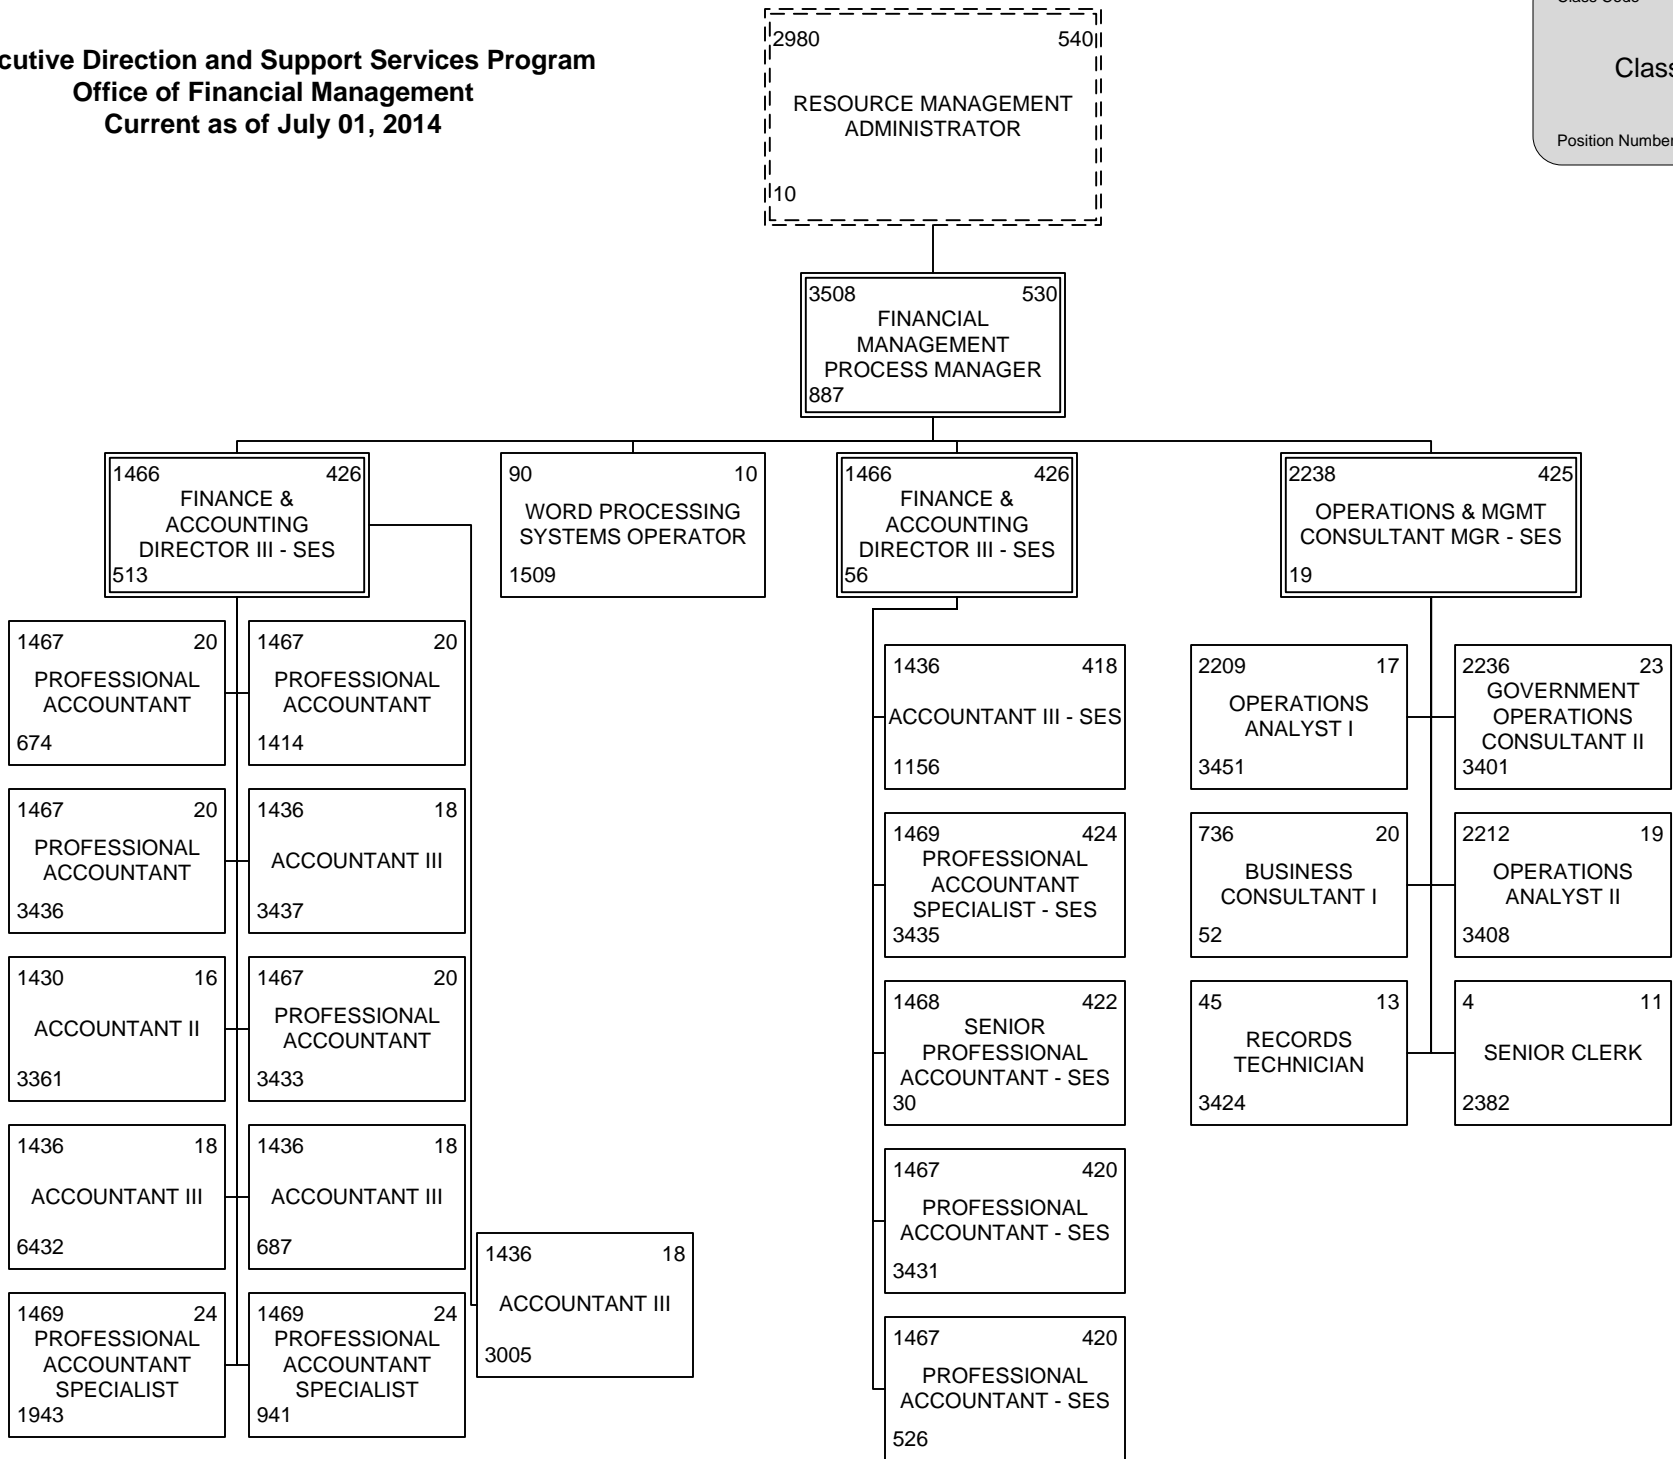 Direction and Support Services Program
Office of Financial Management
Current as of July 01, 2014
Position Number
2980 540
RESOURCE MANAGEMENT
ADMINISTRATOR
10
3508 530
FINANCIAL
MANAGEMENT
PROCESS MANAGER
887
1466 426
FINANCE &
ACCOUNTING
DIRECTOR III - SES
513
90 10
WORD PROCESSING
SYSTEMS OPERATOR
1509
1466 426
FINANCE &
ACCOUNTING
DIRECTOR III - SES
56
2238 425
OPERATIONS & MGMT
CONSULTANT MGR - SES
19
1467 20
PROFESSIONAL
ACCOUNTANT
674
1467 20
PROFESSIONAL
ACCOUNTANT
1414
1467 20
PROFESSIONAL
ACCOUNTANT
3436
1436 18
ACCOUNTANT III
3437
1430 16
ACCOUNTANT II
3361
1467 20
PROFESSIONAL
ACCOUNTANT
3433
1436 18
ACCOUNTANT III
6432
1436 18
ACCOUNTANT III
687
1469 24
PROFESSIONAL
ACCOUNTANT
SPECIALIST
1943
1469 24
PROFESSIONAL
ACCOUNTANT
SPECIALIST
941
1436 18
ACCOUNTANT III
3005
1436 418
ACCOUNTANT III - SES
1156
1469 424
PROFESSIONAL
ACCOUNTANT
SPECIALIST - SES
3435
1468 422
SENIOR
PROFESSIONAL
ACCOUNTANT - SES
30
1467 420
PROFESSIONAL
ACCOUNTANT - SES
3431
1467 420
PROFESSIONAL
ACCOUNTANT - SES
526
2209 17
OPERATIONS
ANALYST I
3451
2236 23
GOVERNMENT
OPERATIONS
CONSULTANT II
3401
736 20
BUSINESS
CONSULTANT I
52
2212 19
OPERATIONS
ANALYST II
3408
45 13
RECORDS
TECHNICIAN
3424
4 11
SENIOR CLERK
2382